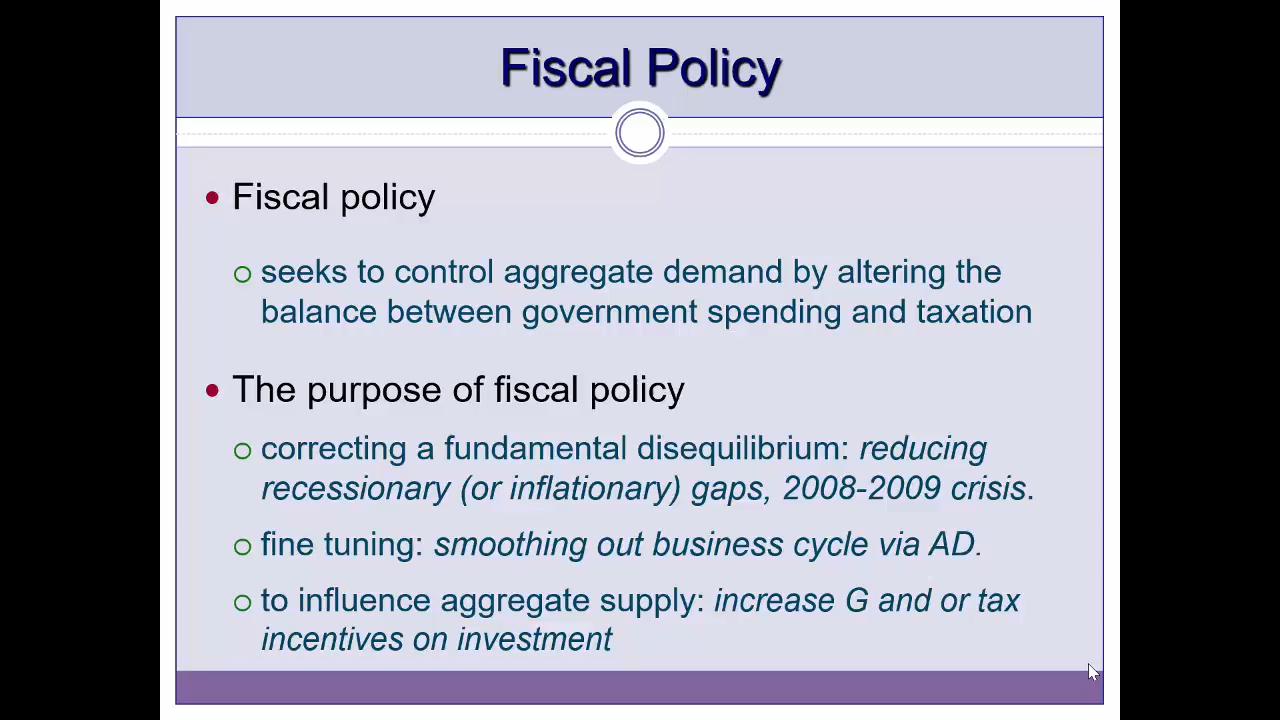 Fiscal Policy
Fiscal policy
seeks to control aggregate demand by altering the
balance between government spending and taxation
The purpose of fiscal policy
correcting a fundamental disequilibrium: reducing
recessionary (or inflationary) gaps, 2008-2009 crisis.
fine tuning: smoothing out business cycle via AD.
to influence aggregate supply: increase G and or tax
incentives on investment